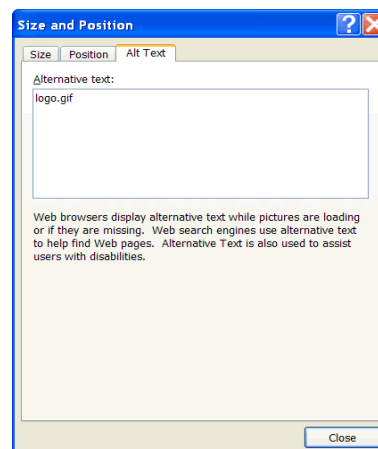 Size and Position
?
Size Position Alt Text
Alternative text:
logo.gif
Web browsers display alternative text while pictures are loading
or if they are missing. Web search engines use alternative text
to help find Web pages. Alternative Text is also used to assist
users with disabilities.
Close